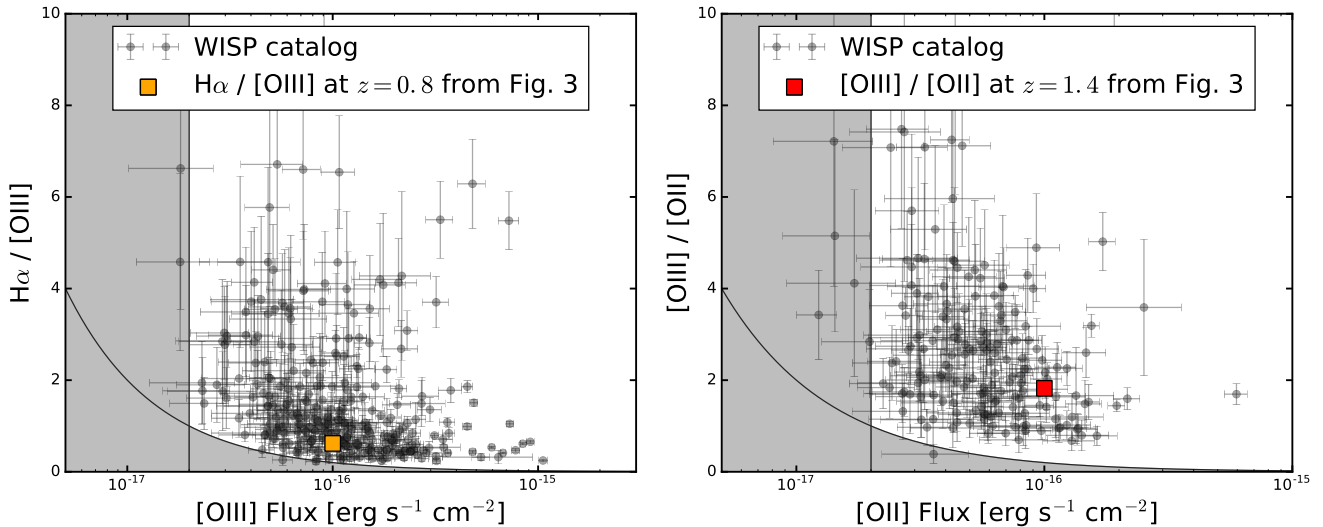 10
8
6
4
2
0
Hα / [OIII]
WISP catalog
Hα / [OIII] at z=0.8 from Fig. 3
10⁻¹⁷ 10⁻¹⁶ 10⁻¹⁵
[OIII] Flux [erg s⁻¹ cm⁻²]
10
8
6
4
2
0
[OIII] / [OII]
WISP catalog
[OIII] / [OII] at z=1.4 from Fig. 3
10⁻¹⁷ 10⁻¹⁶ 10⁻¹⁵
[OII] Flux [erg s⁻¹ cm⁻²]